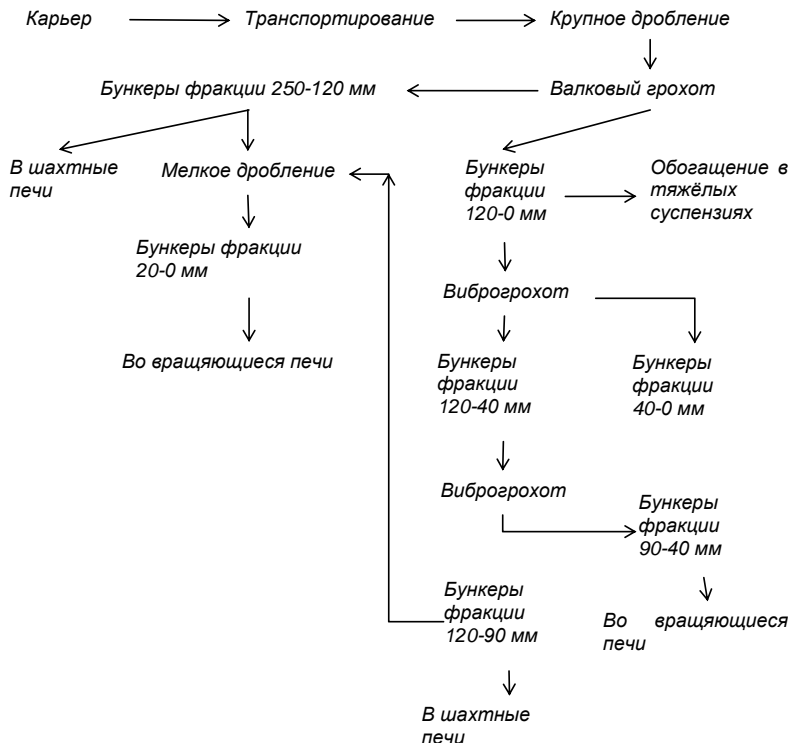 Карьер
Транспортирование
Крупное дробление
Бункеры фракции 250-120 мм
Валковый грохот
В шахтные
печи
Мелкое дробление
Бункеры
фракции
120-0 мм
Обогащение в
тяжёлых
суспензиях
Бункеры фракции
20-0 мм
Виброгрохот
Во вращяющиеся печи
Бункеры
фракции
120-40 мм
Бункеры
фракции
40-0 мм
Виброгрохот
Бункеры
фракции
90-40 мм
Бункеры
фракции
120-90 мм
Во вращяющиеся
печи
В шахтные
печи